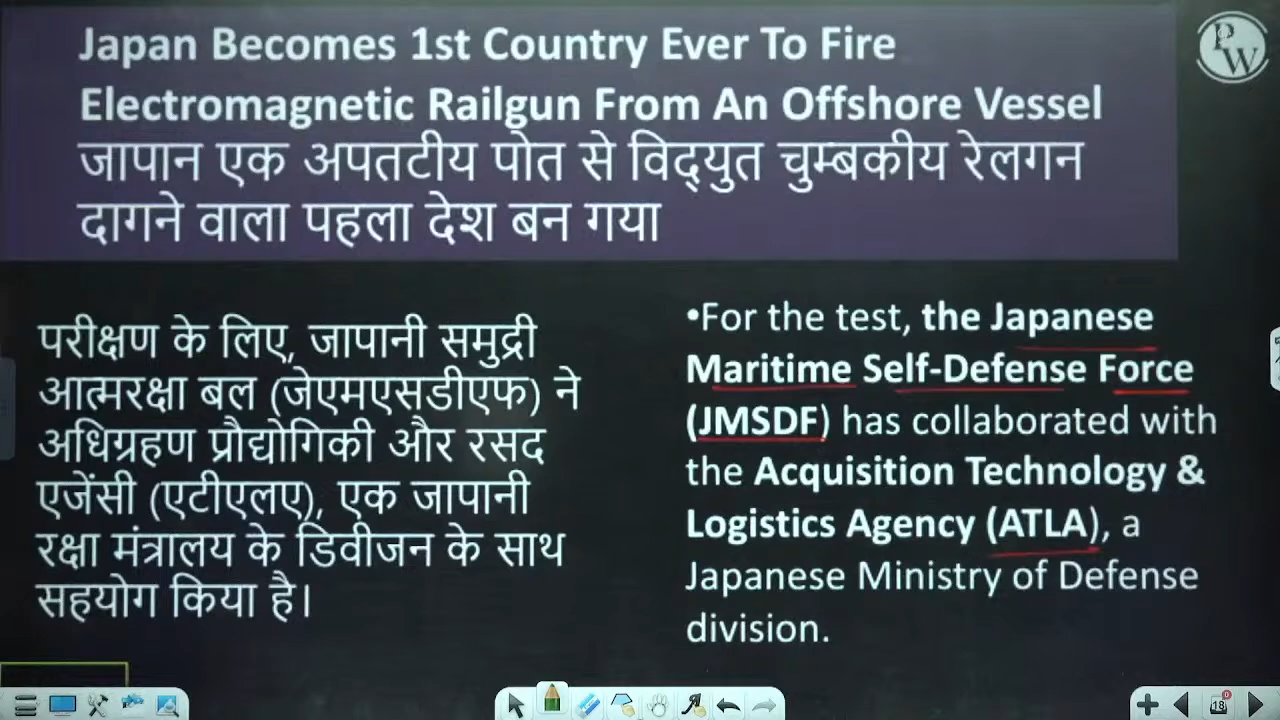 Japan Becomes 1st Country Ever To Fire
Electromagnetic Railgun From An Offshore Vessel
जापान एक अपतटीय पोत से विद्युत चुम्बकीय रेलगन
दागने वाला पहला देश बन गया
PW
परीक्षण के लिए, जापानी समुद्री
आत्मरक्षा बल (जेएमएसडीएफ) ने
अधिग्रहण प्रौद्योगिकी और रसद
एजेंसी (एटीएलए), एक जापानी
रक्षा मंत्रालय के डिवीजन के साथ
सहयोग किया है।
•For the test, the Japanese
Maritime Self-Defense Force
(JMSDF) has collaborated with
the Acquisition Technology &
Logistics Agency (ATLA), a
Japanese Ministry of Defense
division.
18
0